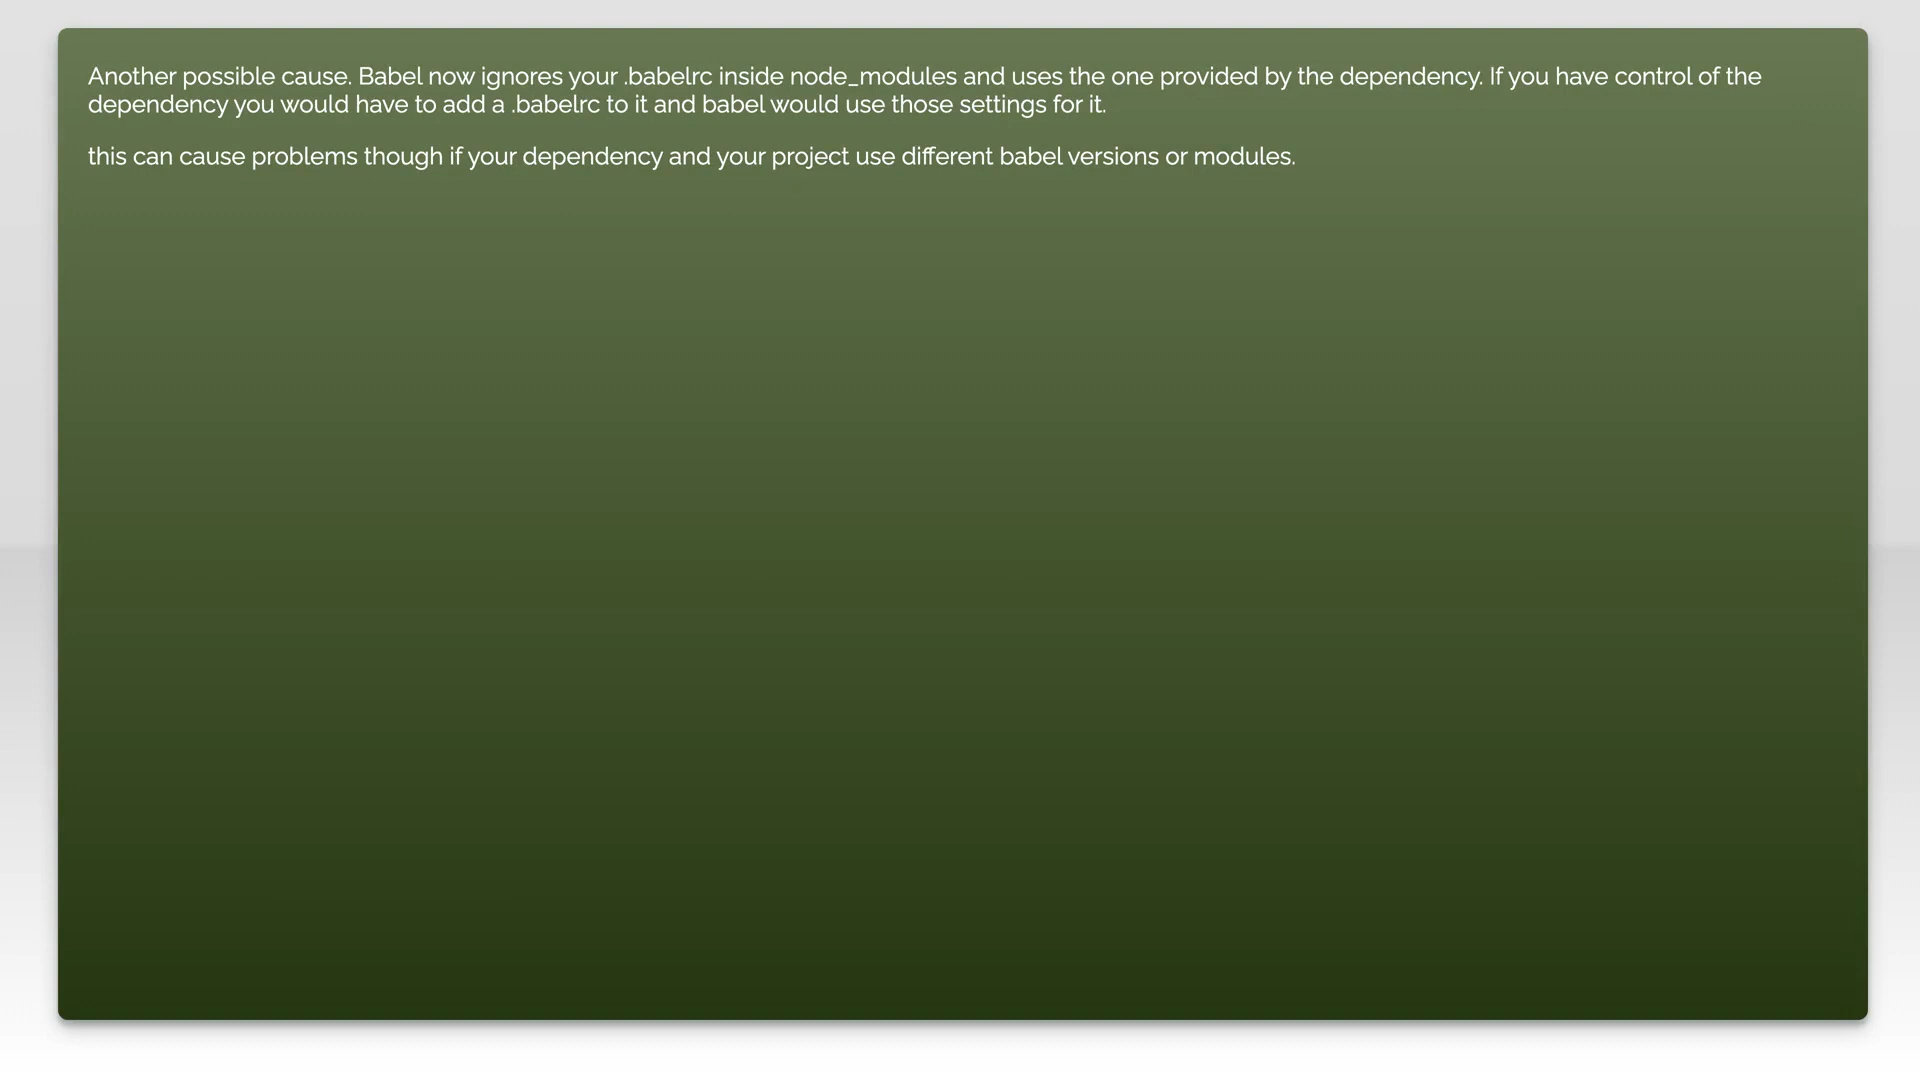 Another possible cause. Babel now ignores your .babelrc inside node_modules and uses the one provided by the dependency. If you have control of the
dependency you would have to add a .babelrc to it and babel would use those settings for it.
this can cause problems though if your dependency and your project use different babel versions or modules.